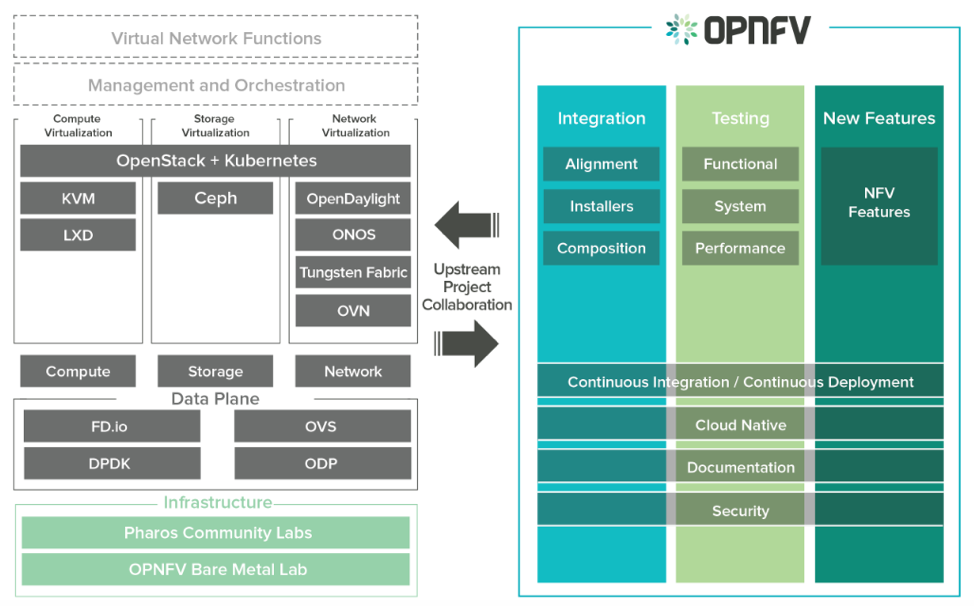 Virtual Network Functions
Management and Orchestration
Compute
Virtualization
Storage
Virtualization
Network
Virtualization
OpenStack + Kubernetes
KVM
LXD
Ceph
OpenDaylight
ONOS
Tungsten Fabric
OVN
Compute
Storage
Network
Data Plane
FD.io
OVS
DPDK
ODP
Infrastructure
Pharos Community Labs
OPNFV Bare Metal Lab
Upstream
Project
Collaboration
OPNFV
Integration
Alignment
Installers
Composition
Testing
Functional
System
Performance
New Features
NFV
Features
Continuous Integration / Continuous Deployment
Cloud Native
Documentation
Security